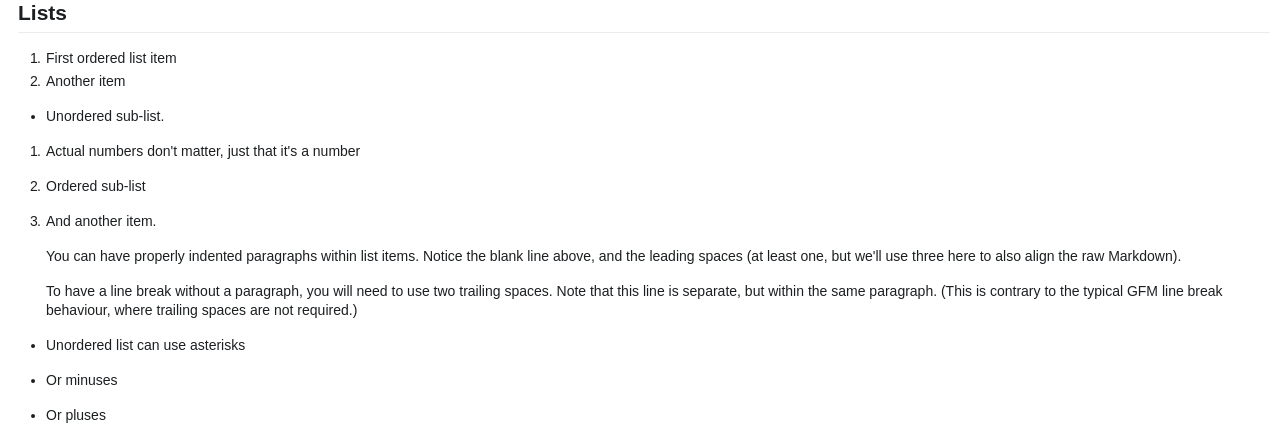 Lists
1. First ordered list item
2. Another item
• Unordered sub-list.
1. Actual numbers don't matter, just that it's a number
2. Ordered sub-list
3. And another item.
You can have properly indented paragraphs within list items. Notice the blank line above, and the leading spaces (at least one, but we'll use three here to also align the raw Markdown).
To have a line break without a paragraph, you will need to use two trailing spaces. Note that this line is separate, but within the same paragraph. (This is contrary to the typical GFM line break
behaviour, where trailing spaces are not required.)
• Unordered list can use asterisks
• Or minuses
• Or pluses